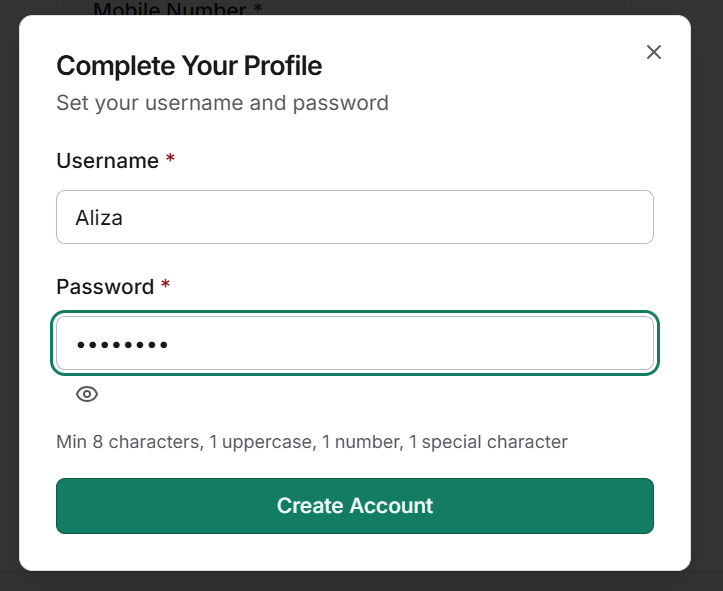 Mobile Number *
Complete Your Profile
Set your username and password
Username *
Aliza
Password *
••••••••
Min 8 characters, 1 uppercase, 1 number, 1 special character
Create Account